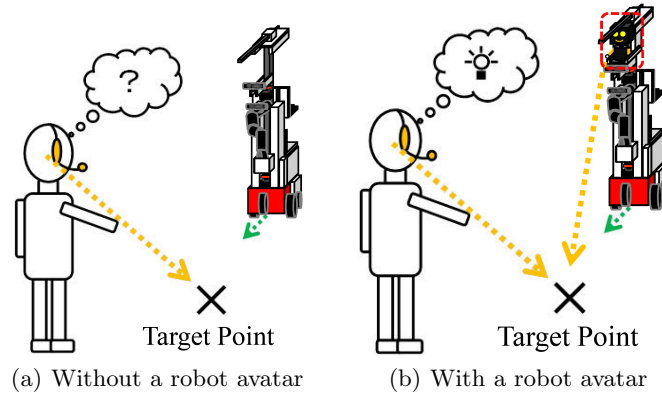 ?
Target Point
Target Point
(a) Without a robot avatar
(b) With a robot avatar